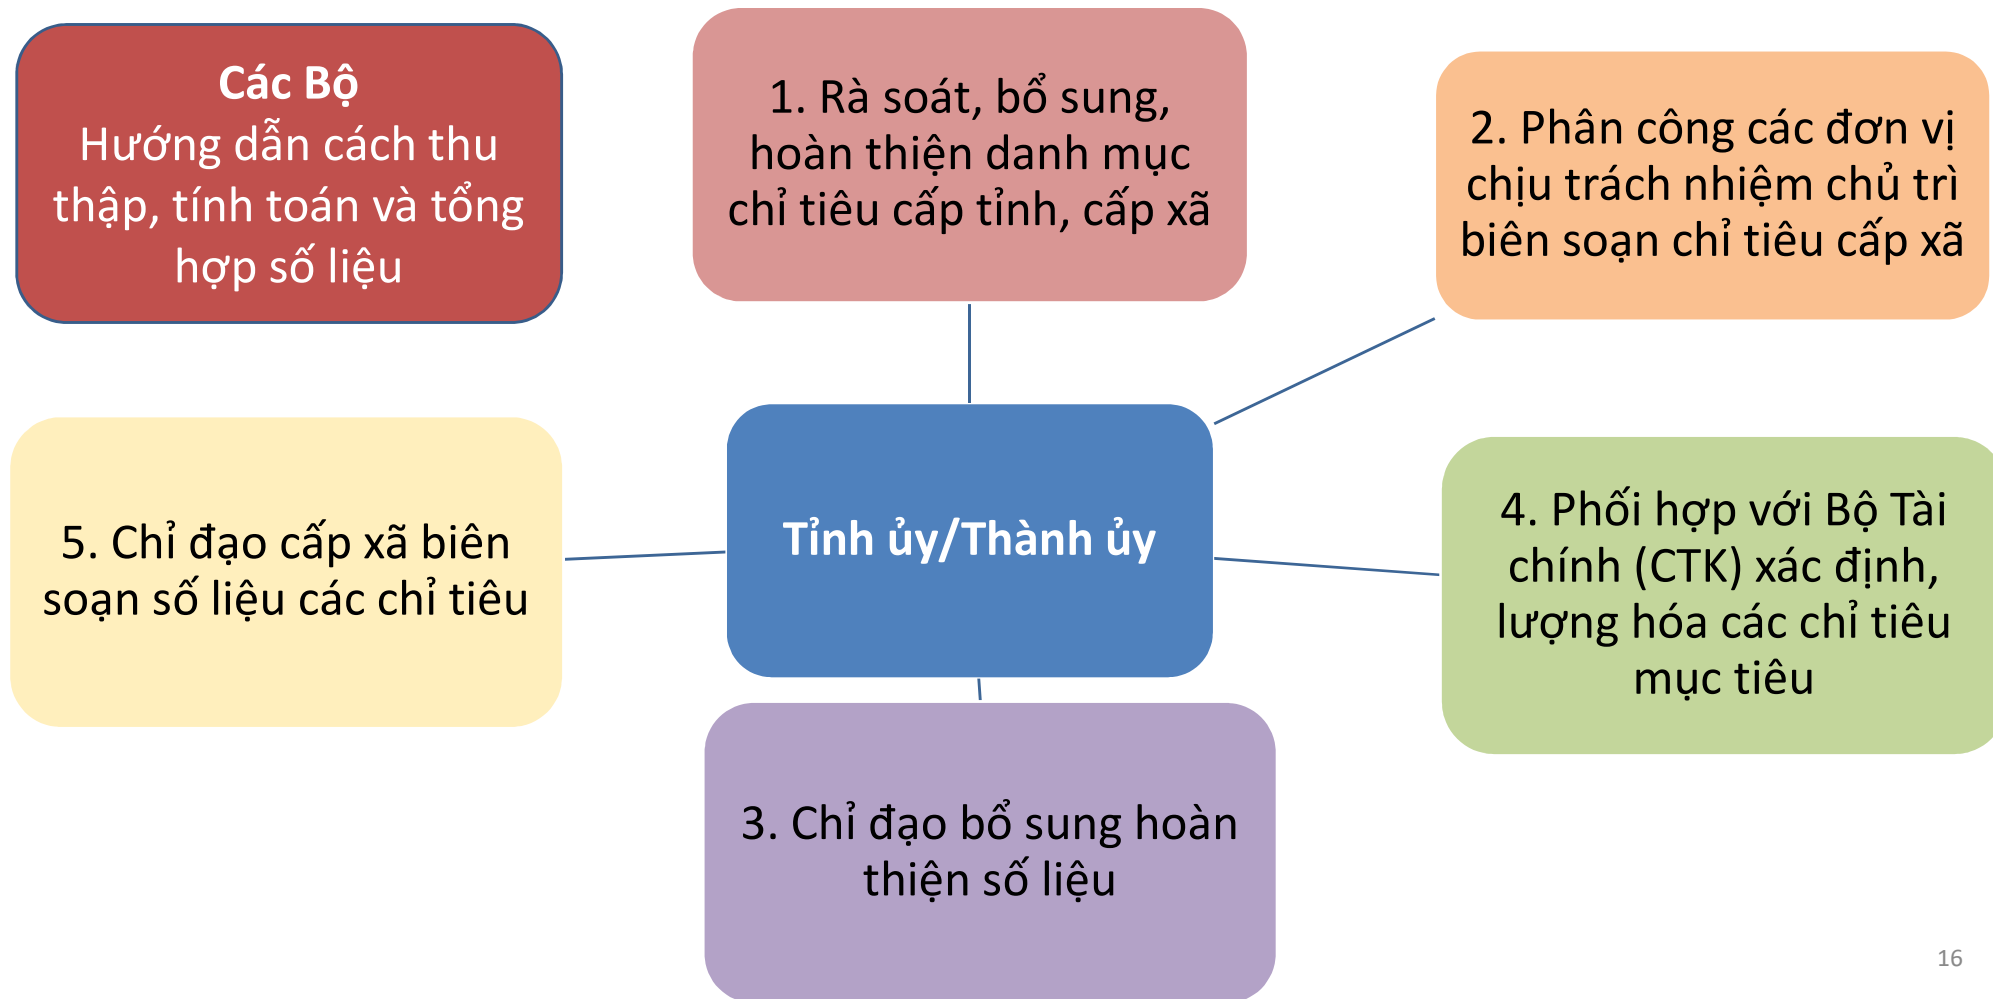 Các Bộ
Hướng dẫn cách thu
thập, tính toán và tổng
hợp số liệu
1. Rà soát, bổ sung,
hoàn thiện danh mục
chỉ tiêu cấp tỉnh, cấp xã
2. Phân công các đơn vị
chịu trách nhiệm chủ trì
biên soạn chỉ tiêu cấp xã
5. Chỉ đạo cấp xã biên
soạn số liệu các chỉ tiêu
Tỉnh ủy/Thành ủy
4. Phối hợp với Bộ Tài
chính (CTK) xác định,
lượng hóa các chỉ tiêu
mục tiêu
3. Chỉ đạo bổ sung hoàn
thiện số liệu
16